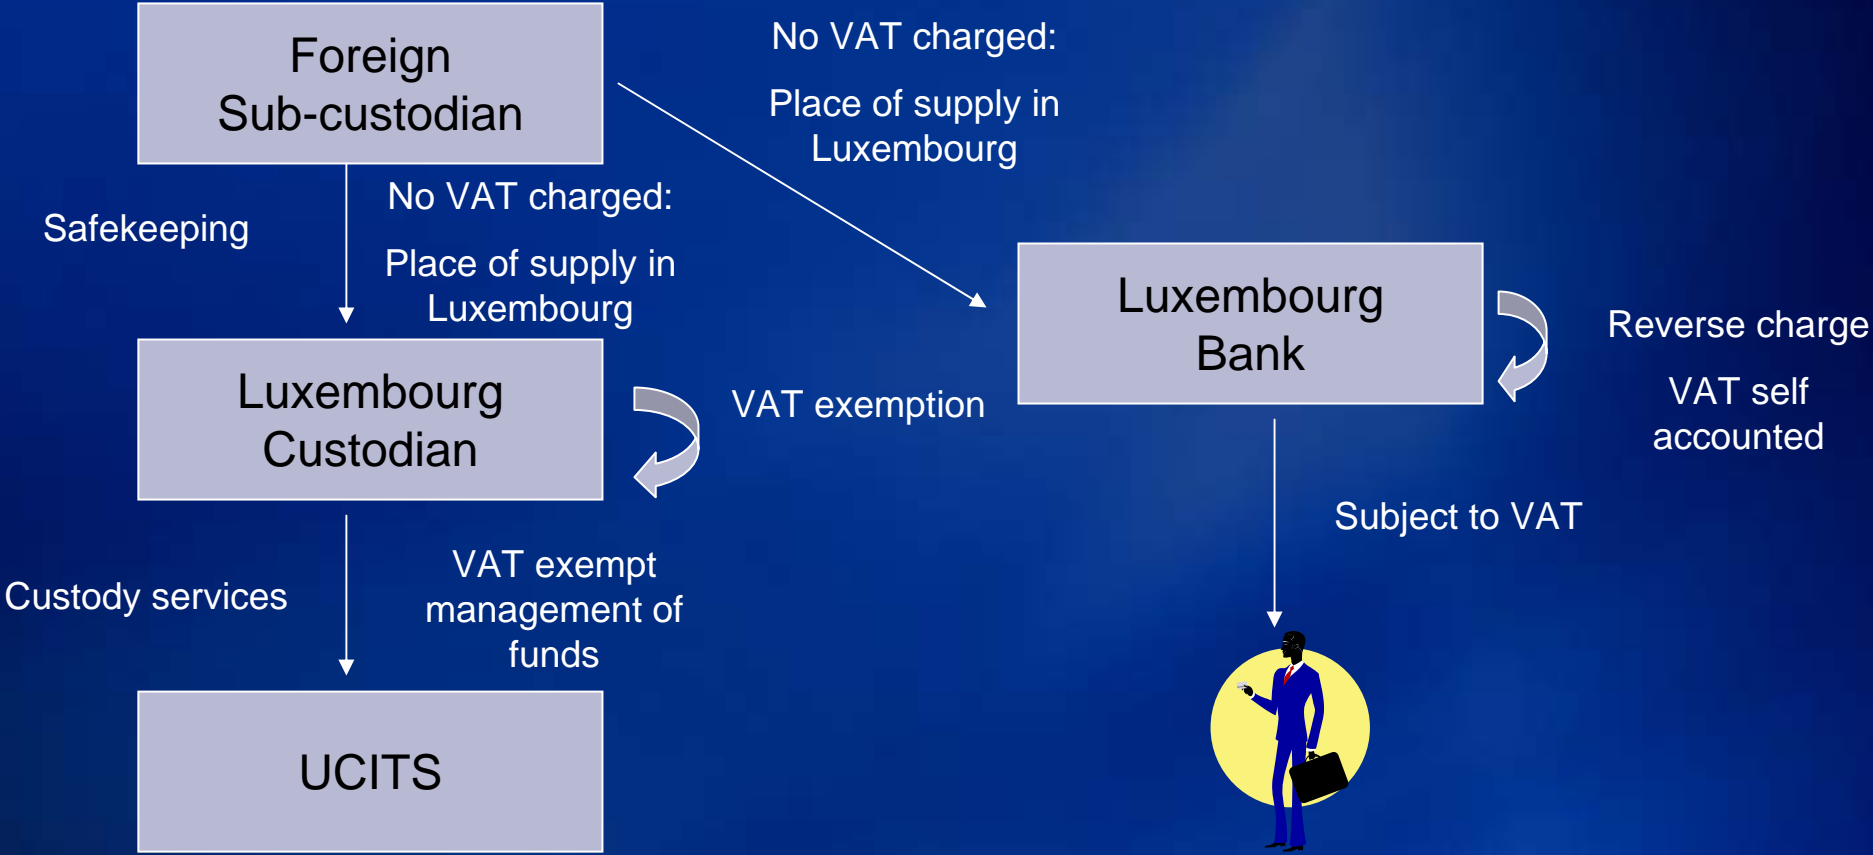 Foreign
Sub-custodian
No VAT charged:
Place of supply in
Luxembourg
Safekeeping
No VAT charged:
Place of supply in
Luxembourg
Luxembourg
Bank
Reverse charge
VAT self
accounted
Luxembourg
Custodian
VAT exemption
Subject to VAT
Custody services
VAT exempt
management of
funds
UCITS